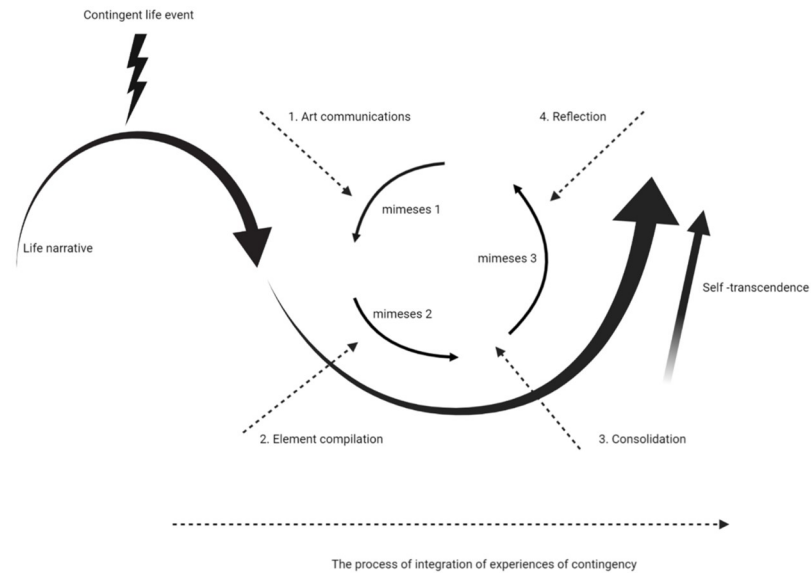 Contingent life event
1. Art communications
4. Reflection
mimeses 1
Life narrative
mimeses 3
Self -transcendence
mimeses 2
2. Element compilation
3. Consolidation
The process of integration of experiences of contingency